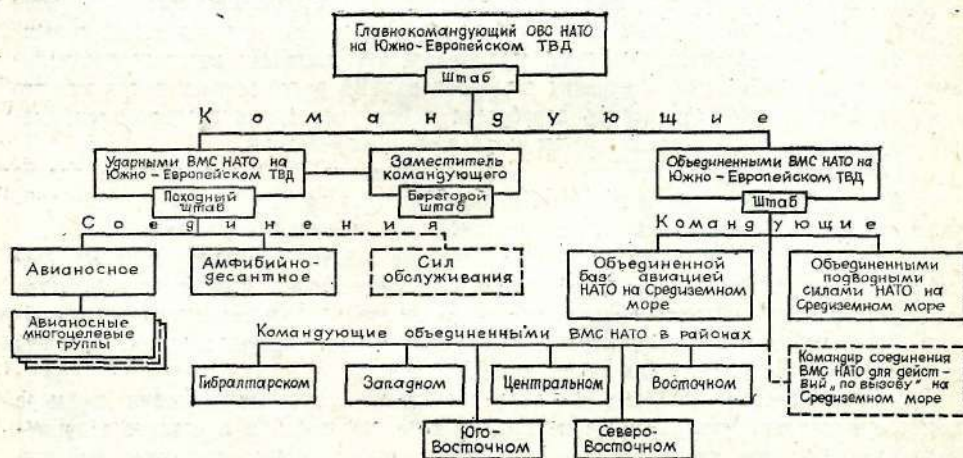 Главнокомандующий ОВС НАТО
на Южно-Европейском ТВД
Штаб
Командующие
Ударными ВМС НАТО на
Южно-Европейском ТВД
Походный
штаб
Заместитель
командующего
Береговой
штаб
Объединенными ВМС НАТО на
Южно-Европейском ТВД
Штаб
Соединения
Авианосное
Амфибийно-
десантное
Сил
обслуживания
Авианосные
многоцелевые
группы
Командующие
Объединенной
баз. авиацией
НАТО на Средиземном
море
Объединенными
подводными
силами НАТО на
Средиземном море
Командующие объединенными ВМС НАТО в районах
Гибралтарском
Западном
Центральном
Восточном
Юго-
Восточном
Северо-
Восточном
Командир соединения
ВМС НАТО для дейст-
вий „по вызову" на
Средиземном море